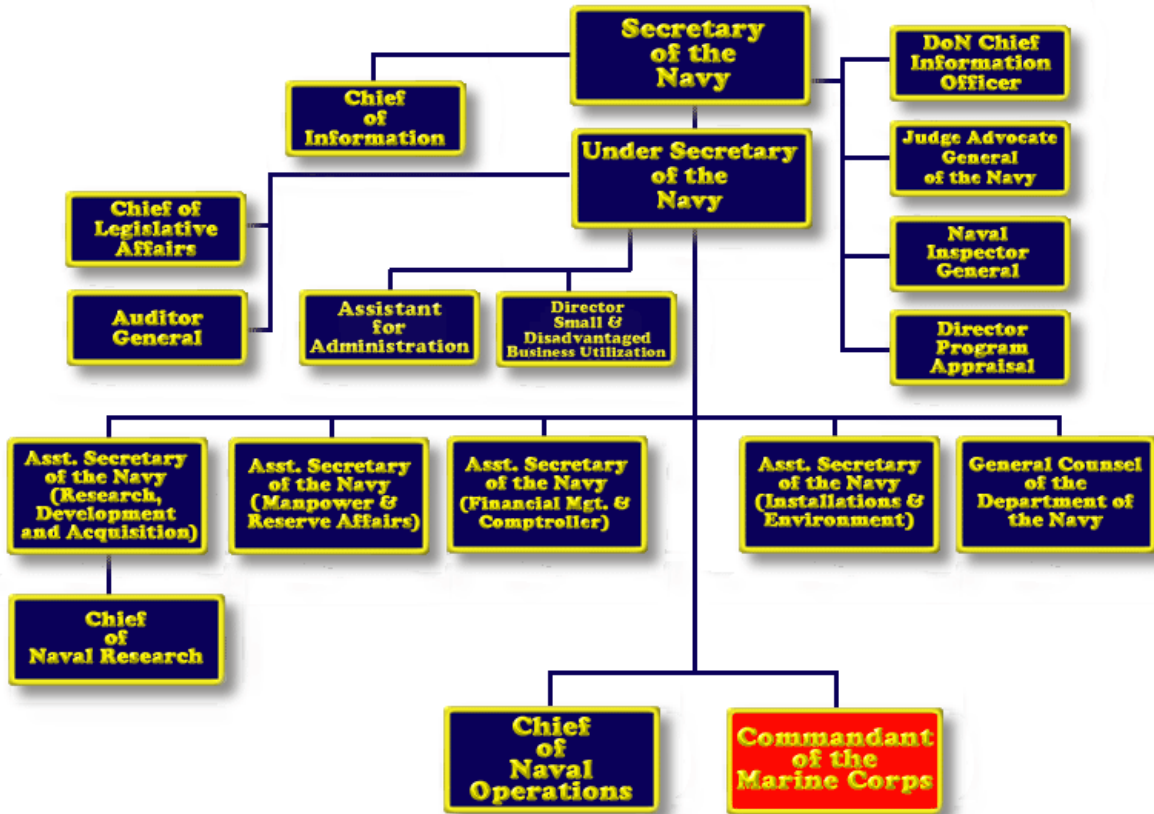 Secretary
of the
Navy
DoN Chief
Information
Officer
Chief
of
Information
Under Secretary
of the
Navy
Judge Advocate
General
of the Navy
Chief of
Legislative
Affairs
Naval
Inspector
General
Auditor
General
Assistant
for
Administration
Director
Small &
Disadvantaged
Business Utilization
Director
Program
Appraisal
Asst. Secretary
of the Navy
(Research,
Development
and Acquisition)
Asst. Secretary
of the Navy
(Manpower &
Reserve Affairs)
Asst. Secretary
of the Navy
(Financial Mgt. &
Comptroller)
Asst. Secretary
of the Navy
(Installations &
Environment)
General Counsel
of the
Department of
the Navy
Chief
of
Naval Research
Chief
of
Naval
Operations
Commandant
of the
Marine Corps